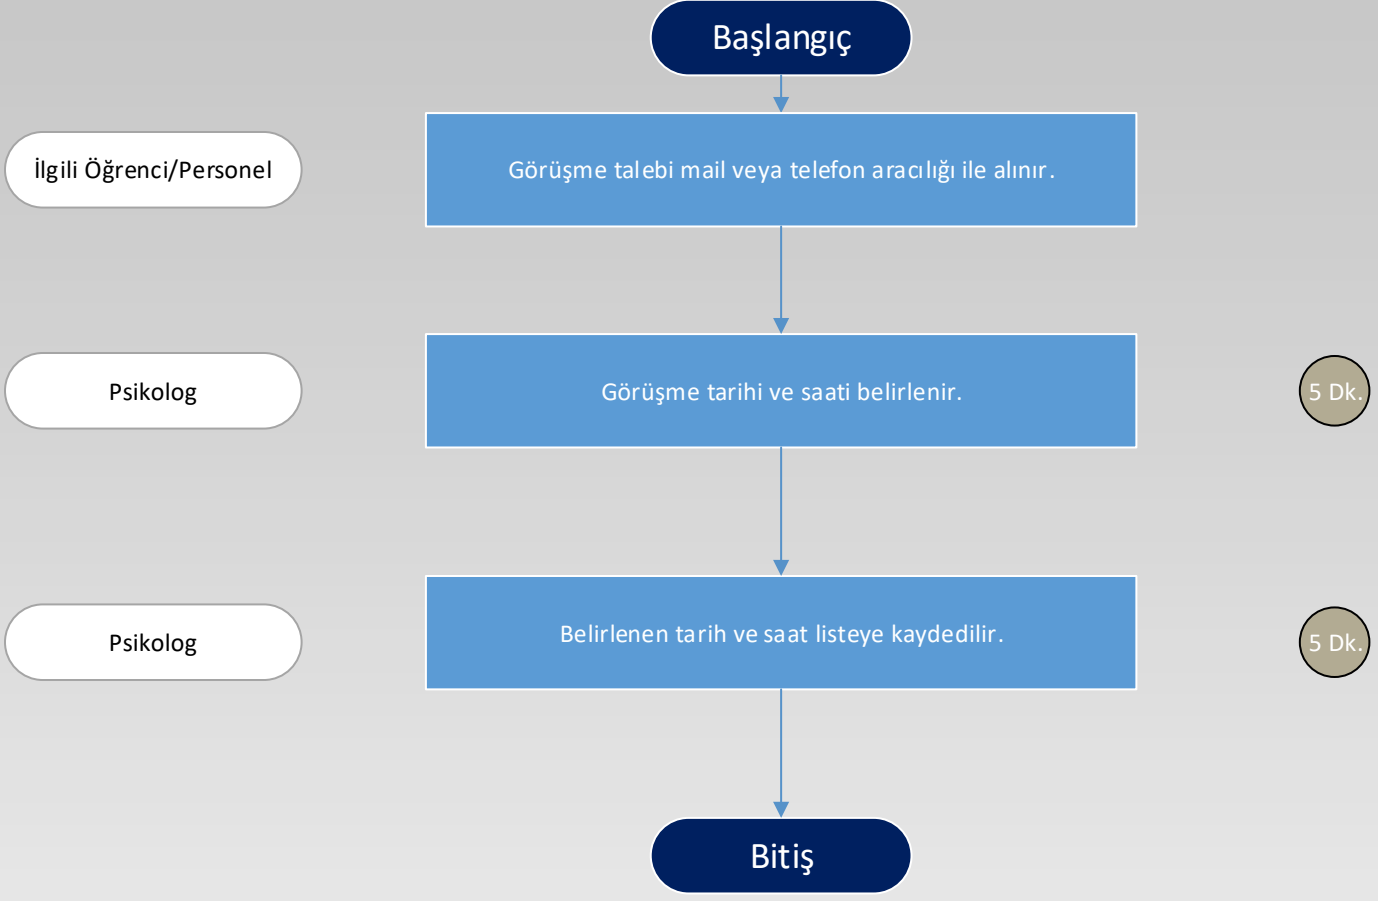 Başlangıç
İlgili Öğrenci/Personel
Görüşme talebi mail veya telefon aracılığı ile alınır.
Psikolog
Görüşme tarihi ve saati belirlenir.
5 Dk.
Psikolog
Belirlenen tarih ve saat listeye kaydedilir.
5 Dk.
Bitiş